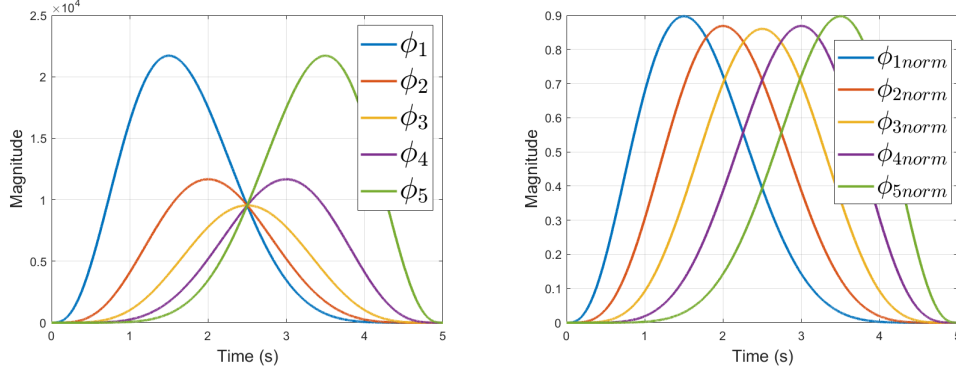 ×10⁴
2.5
2
1.5
1
0.5
0
Magnitude
0 1 2 3 4 5
Time (s)
ϕ₁
ϕ₂
ϕ₃
ϕ₄
ϕ₅
0.9
0.8
0.7
0.6
0.5
0.4
0.3
0.2
0.1
0
Magnitude
0 1 2 3 4 5
Time (s)
ϕ1norm
ϕ2norm
ϕ3norm
ϕ4norm
ϕ5norm